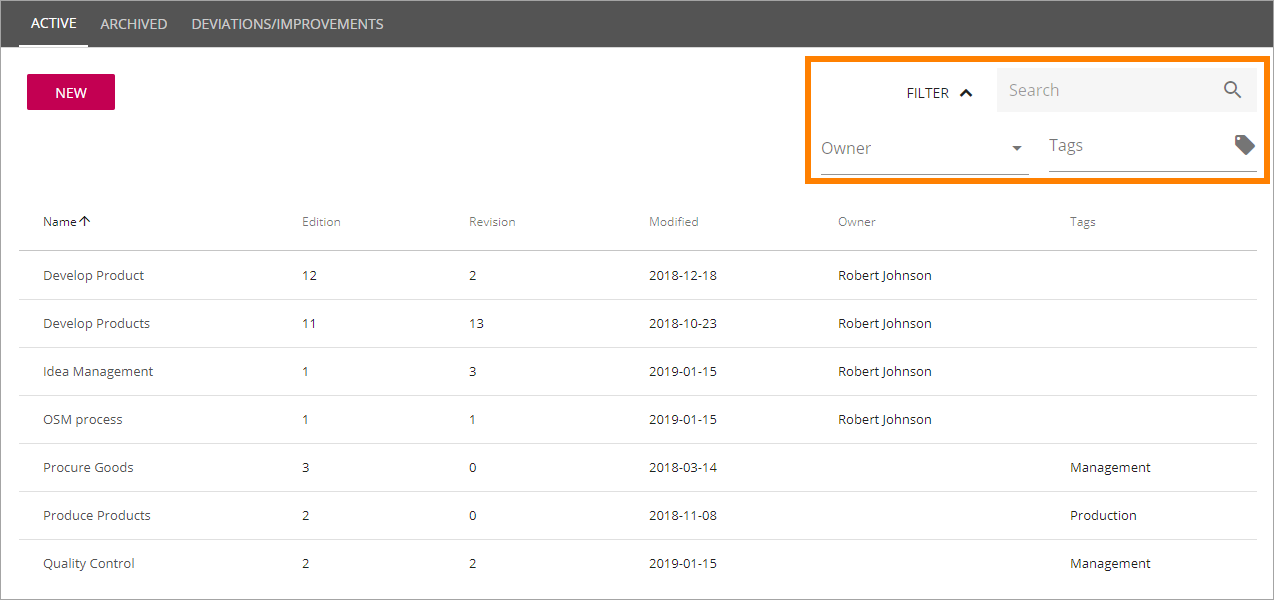 ACTIVE ARCHIVED DEVIATIONS/IMPROVEMENTS
NEW FILTER Search
Owner Tags
Name Edition Revision Modified Owner Tags
Develop Product 12 2 2018-12-18 Robert Johnson
Develop Products 11 13 2018-10-23 Robert Johnson
Idea Management 1 3 2019-01-15 Robert Johnson
OSM process 1 1 2019-01-15 Robert Johnson
Procure Goods 3 0 2018-03-14 Management
Produce Products 2 0 2018-11-08 Production
Quality Control 2 2 2019-01-15 Management